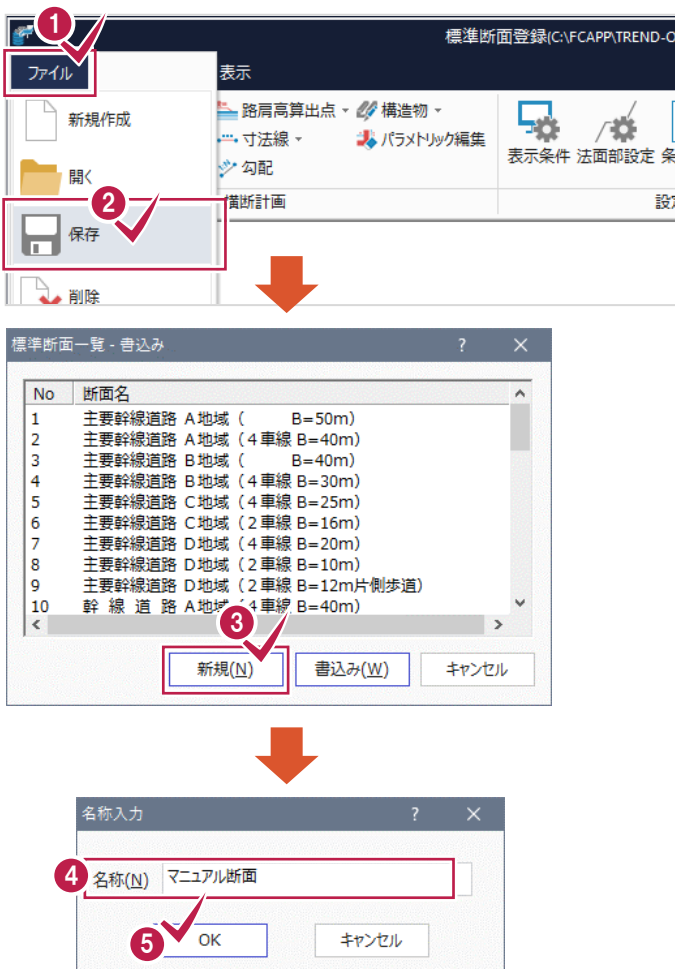 1
標準断面登録(C:\FCAPP\TREND-O
ファイル
表示
新規作成
開く
2
保存
削除
路肩高算出点
構造物
寸法線
パラメトリック編集
勾配
横断計画
表示条件
法面部設定
条
設定
標準断面一覧 - 書込み ? ×
No 断面名
1 主要幹線道路 A地域（ B=50m）
2 主要幹線道路 A地域（４車線 B=40m）
3 主要幹線道路 B地域（ B=40m）
4 主要幹線道路 B地域（４車線 B=30m）
5 主要幹線道路 C地域（４車線 B=25m）
6 主要幹線道路 C地域（２車線 B=16m）
7 主要幹線道路 D地域（４車線 B=20m）
8 主要幹線道路 D地域（２車線 B=10m）
9 主要幹線道路 D地域（２車線 B=12m片側歩道）
10 幹 線 道 路 A地域（４車線 B=40m）
3
新規(N) 書込み(W) キャンセル
名称入力 ? ×
4 名称(N) マニュアル断面
5 OK キャンセル